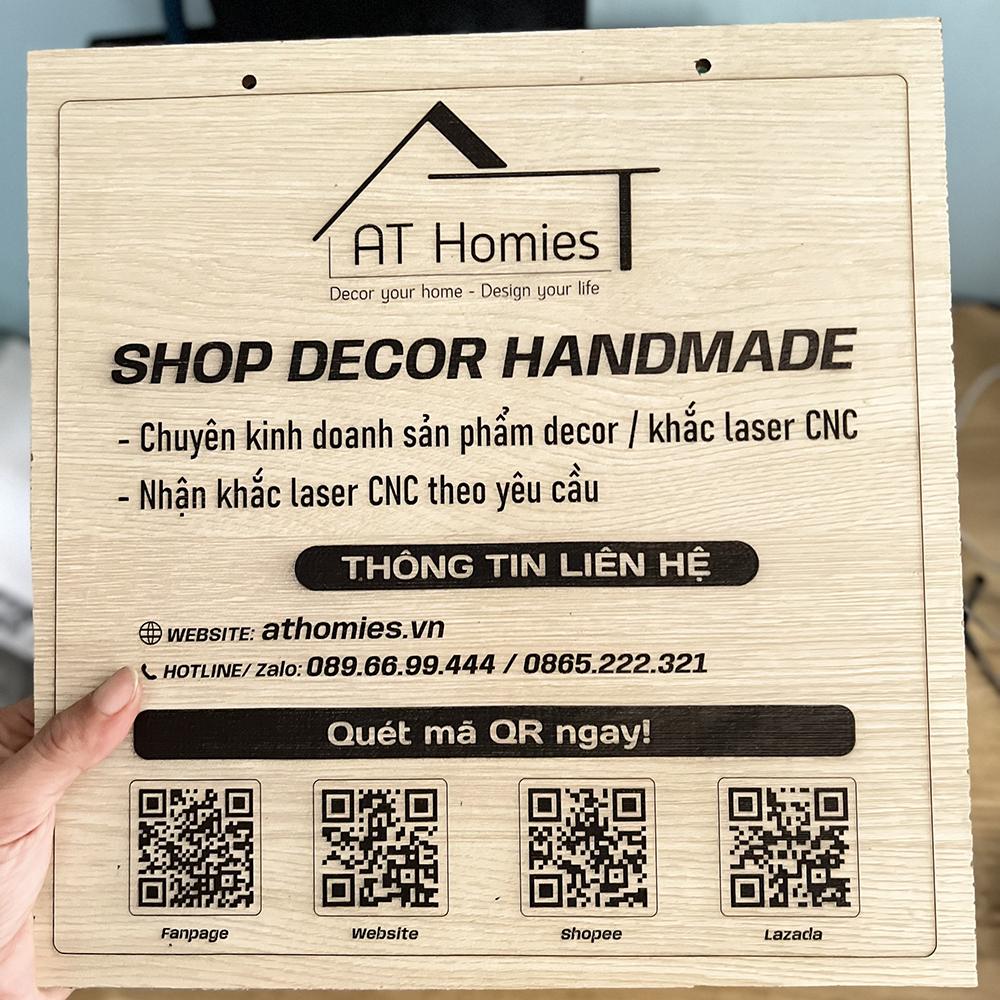 AT Homies
Decor your home - Design your life
SHOP DECOR HANDMADE
- Chuyên kinh doanh sản phẩm decor / khắc laser CNC
- Nhận khắc laser CNC theo yêu cầu
THÔNG TIN LIÊN HỆ
WEBSITE: athomies.vn
HOTLINE/ Zalo: 089.66.99.444 / 0865.222.321
Quét mã QR ngay!
Fanpage Website Shopee Lazada